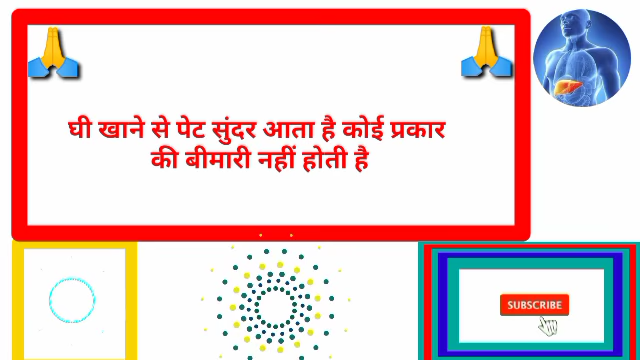 घी खाने से पेट सुंदर आता है कोई प्रकार
की बीमारी नहीं होती है
SUBSCRIBE